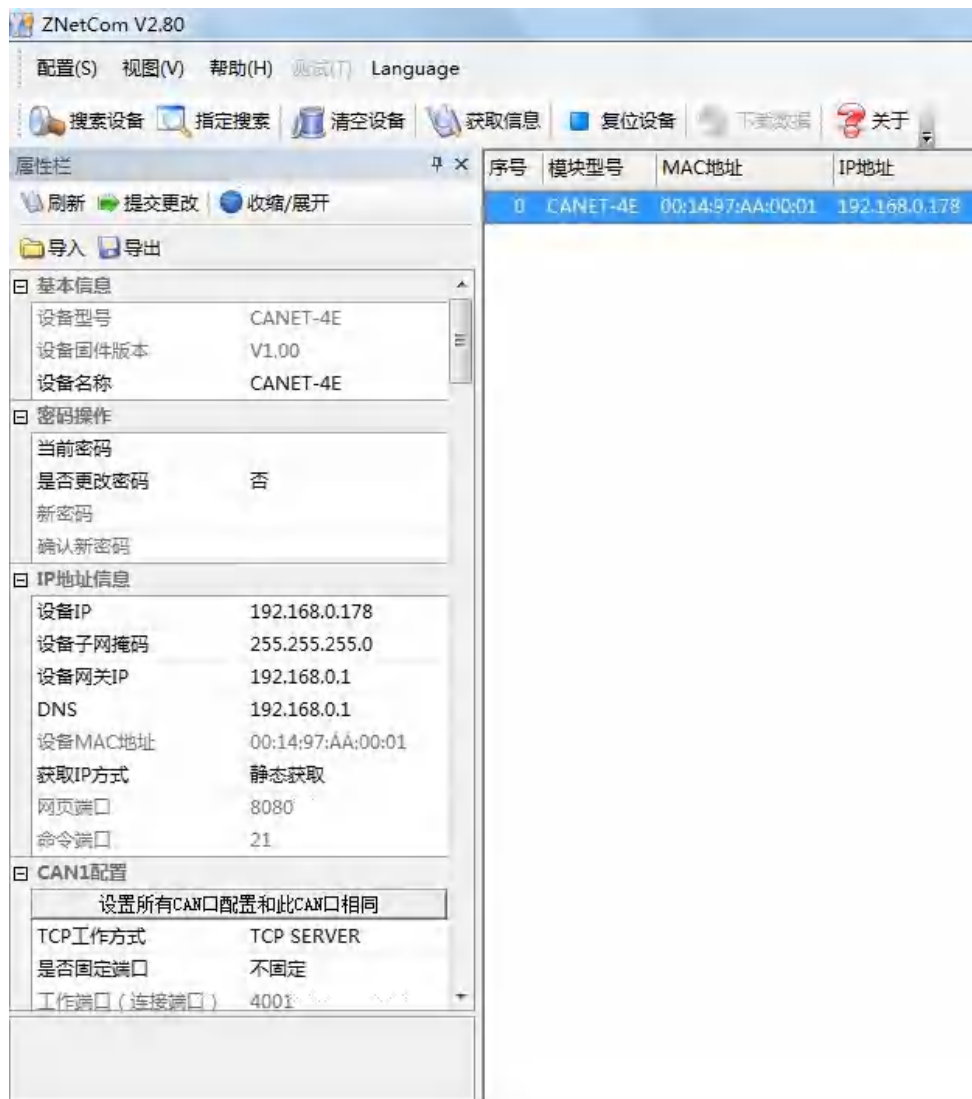 ZNetCom V2.80
配置(S) 视图(V) 帮助(H) 测试(T) Language
搜索设备 指定搜索 清空设备 获取信息 复位设备 下载数据 关于
属性栏
刷新 提交更改 收缩/展开
导入 导出
基本信息
设备型号 CANET-4E
设备固件版本 V1.00
设备名称 CANET-4E
密码操作
当前密码
是否更改密码 否
新密码
确认新密码
IP地址信息
设备IP 192.168.0.178
设备子网掩码 255.255.255.0
设备网关IP 192.168.0.1
DNS 192.168.0.1
设备MAC地址 00:14:97:AA:00:01
获取IP方式 静态获取
网页端口 8080
命令端口 21
CAN1配置
设置所有CAN口配置和此CAN口相同
TCP工作方式 TCP SERVER
是否固定端口 不固定
工作端口（连接端口） 4001
序号 模块型号 MAC地址 IP地址
0 CANET-4E 00:14:97:AA:00:01 192.168.0.178